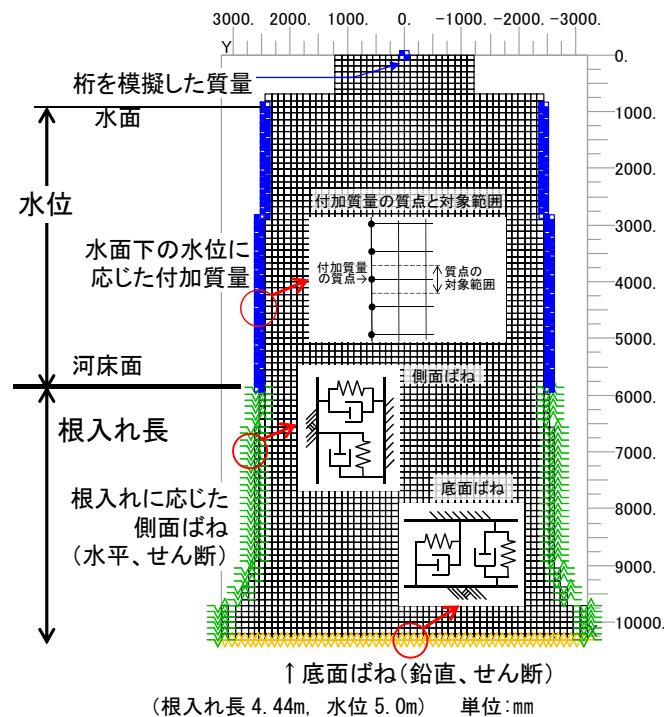 3000. 2000. 1000. 0. -1000. -2000. -3000.
Y
0.
桁を模擬した質量
水面
1000.
2000.
水位
付加質量の質点と対象範囲
3000.
水面下の水位に
応じた付加質量
付加質量
の質点→
質点の
対象範囲
4000.
5000.
河床面
側面ばね
6000.
根入れ長
7000.
根入れに応じた
側面ばね
(水平、せん断)
底面ばね
8000.
9000.
10000.
↑底面ばね(鉛直、せん断)
(根入れ長 4.44m, 水位 5.0m) 単位:mm